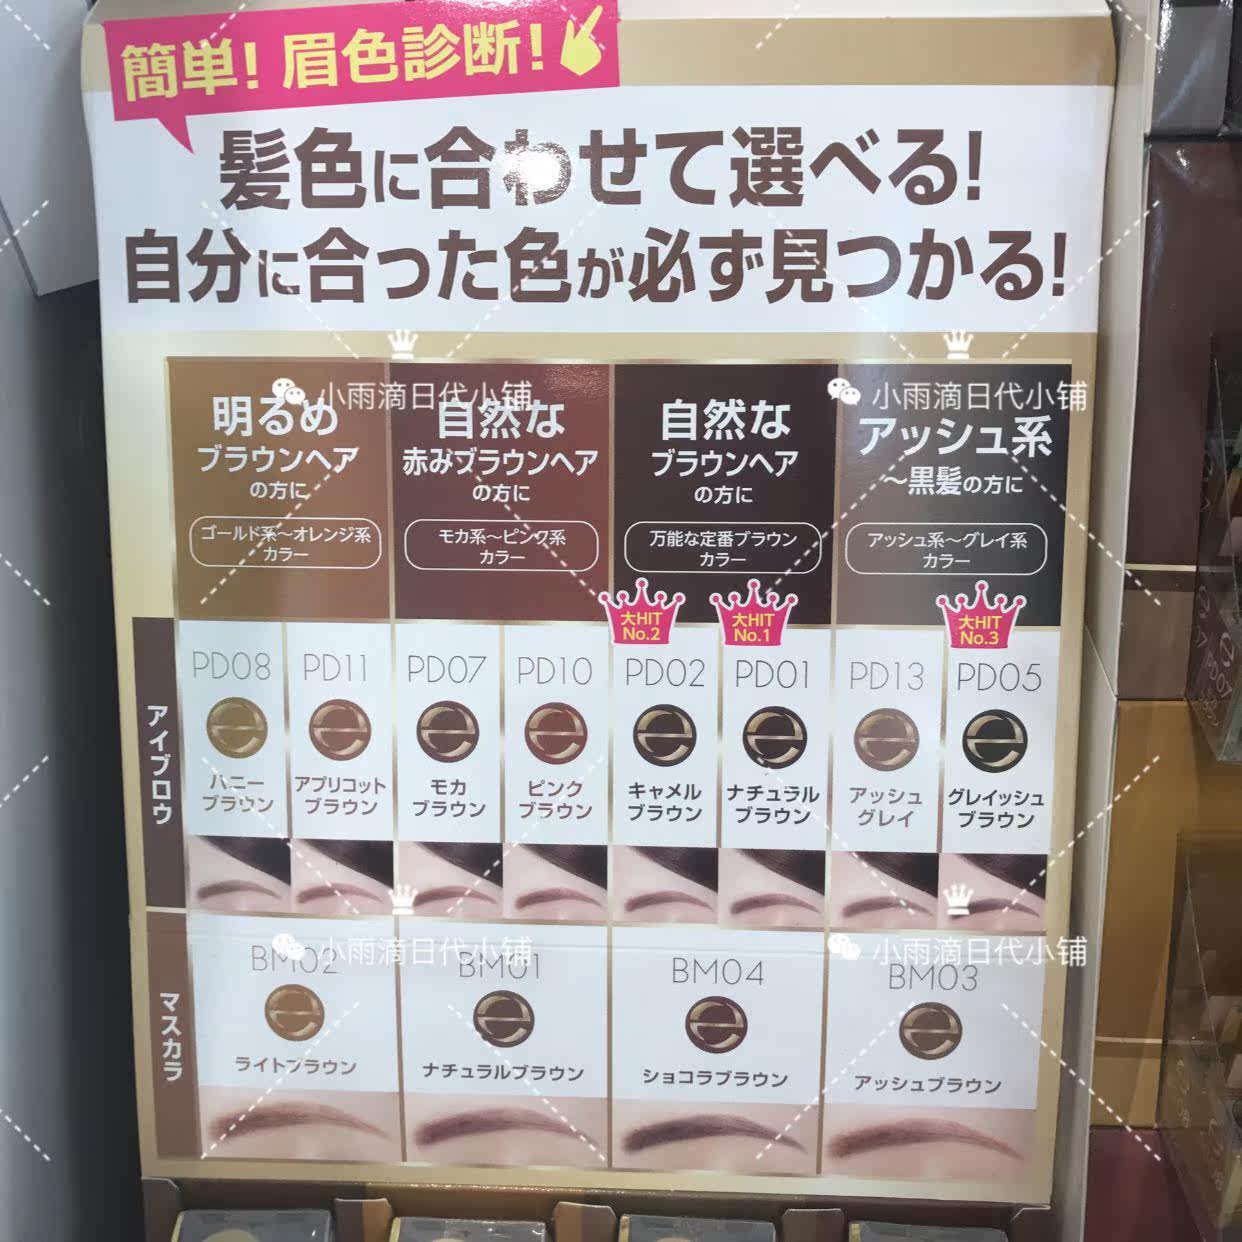 簡単! 眉色診断!
髪色に合わせて選べる!
自分に合った色が必ず見つかる!
小雨滴日代小铺
小雨滴日代小铺
明るめ
ブラウンヘア
の方に
ゴールド系～オレンジ系
カラー
自然な
赤みブラウンヘア
の方に
モカ系～ピンク系
カラー
自然な
ブラウンヘア
の方に
万能な定番ブラウン
カラー
アッシュ系
～黒髪の方に
アッシュ系～グレイ系
カラー
大HIT
No.2
大HIT
No.1
大HIT
No.3
アイブロウ
PD08
ハニー
ブラウン
PD11
アプリコット
ブラウン
PD07
モカ
ブラウン
PD10
ピンク
ブラウン
PD02
キャメル
ブラウン
PD01
ナチュラル
ブラウン
PD13
アッシュ
グレイ
PD05
グレイッシュ
ブラウン
小雨滴日代小铺
小雨滴日代小铺
マスカラ
BM02
ライトブラウン
BM01
ナチュラルブラウン
BM04
ショコラブラウン
BM03
アッシュブラウン
PD07